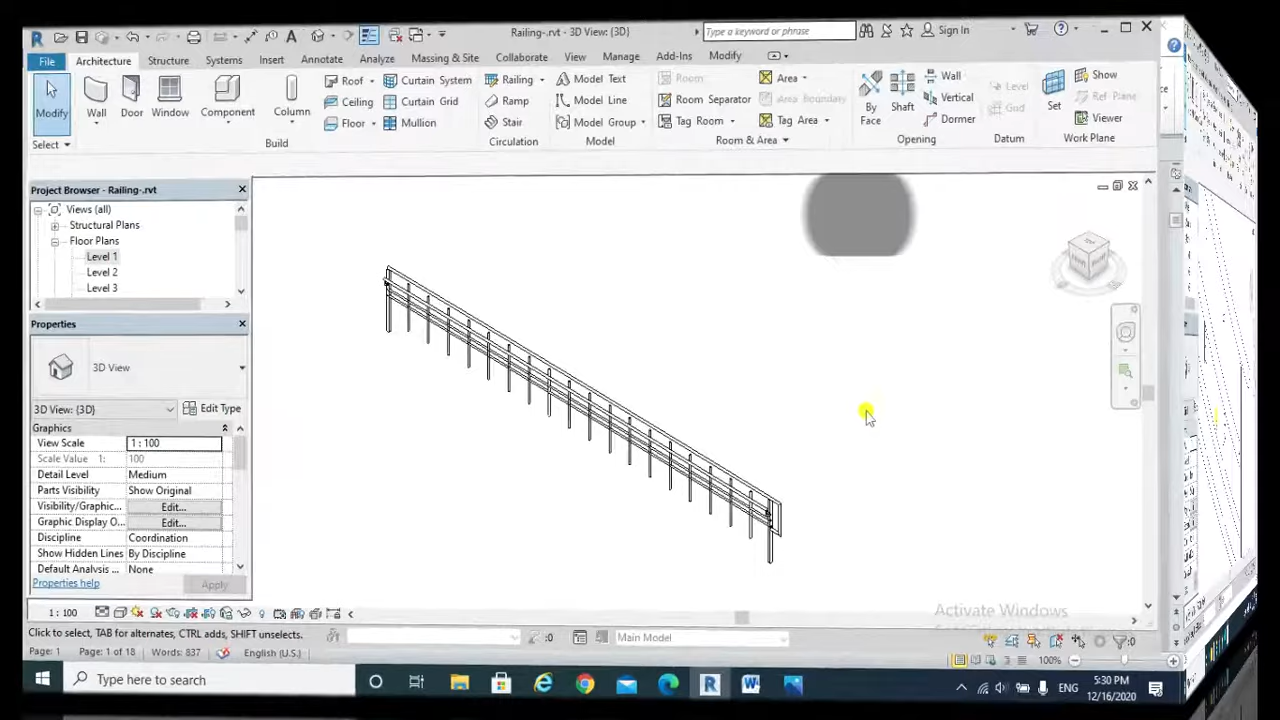 Railing-.rvt - 3D View: {3D}
Type a keyword or phrase
Sign In
File Architecture Structure Systems Insert Annotate Analyze Massing & Site Collaborate View Manage Add-Ins Modify
Modify
Select
Wall
Door
Window
Component
Column
Roof
Ceiling
Floor
Curtain System
Curtain Grid
Mullion
Build
Railing
Ramp
Stair
Circulation
Model Text
Model Line
Model Group
Model
Room
Room Separator
Tag Room
Area
Area Boundary
Tag Area
Room & Area
By Face
Shaft
Wall
Vertical
Dormer
Opening
Level
Grid
Datum
Set
Show
Ref Plane
Viewer
Work Plane
Project Browser - Railing-.rvt
Views (all)
Structural Plans
Floor Plans
Level 1
Level 2
Level 3
Properties
3D View
3D View: {3D}
Edit Type
Graphics
View Scale 1 : 100
Scale Value 1: 100
Detail Level Medium
Parts Visibility Show Original
Visibility/Graphic... Edit...
Graphic Display O... Edit...
Discipline Coordination
Show Hidden Lines By Discipline
Default Analysis ... None
Properties help
Apply
1 : 100
Activate Windows
Click to select, TAB for alternates, CTRL adds, SHIFT unselects.
:0
Main Model
:0
Page: 1 Page: 1 of 18 Words: 837 English (U.S.)
100%
Type here to search
ENG
5:30 PM
12/16/2020